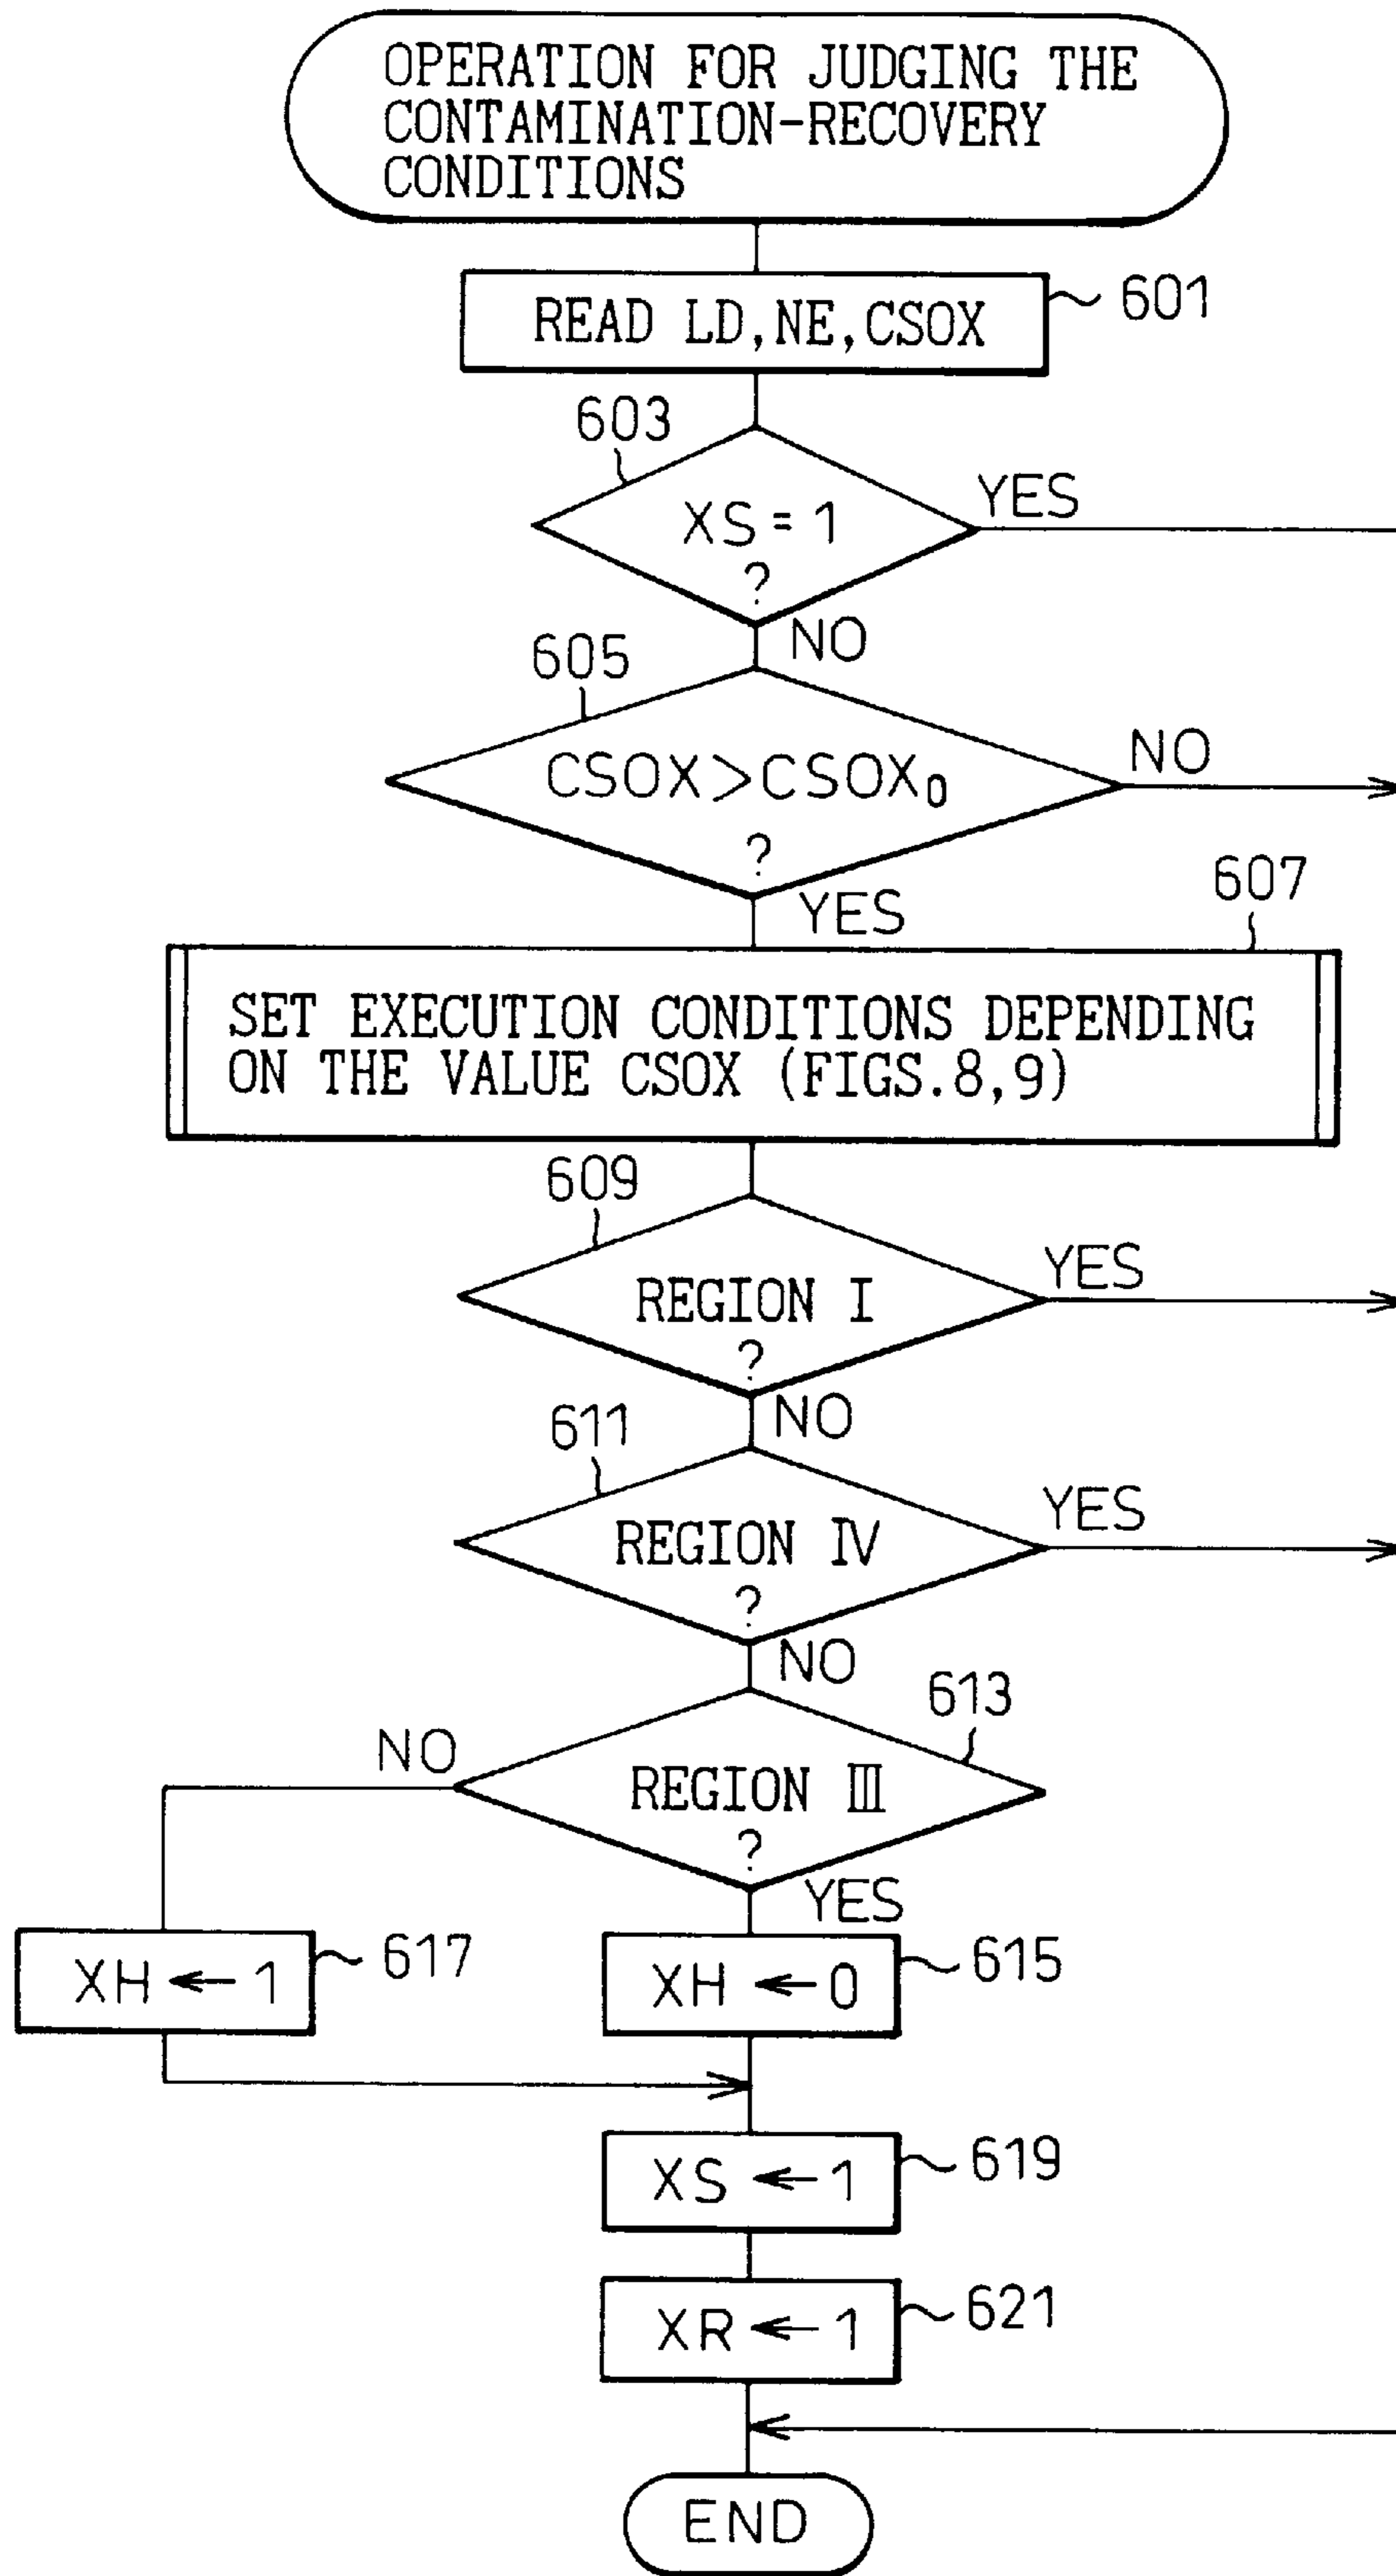 OPERATION FOR JUDGING THE
CONTAMINATION-RECOVERY
CONDITIONS
READ LD,NE,CSOX
601
603
XS=1
?
YES
NO
605
CSOX>CSOX₀
?
NO
YES
607
SET EXECUTION CONDITIONS DEPENDING
ON THE VALUE CSOX (FIGS.8,9)
609
REGION I
?
YES
NO
611
REGION IV
?
YES
NO
613
NO
REGION III
?
YES
XH ← 1
617
XH ← 0
615
XS ← 1
619
XR ← 1
621
END